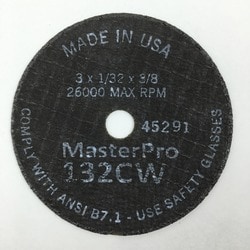 MADE IN USA
3 x 1/32 x 3/8
26000 MAX RPM
45291
MasterPro
132CW
COMPLY WITH ANSI B7.1 - USE SAFETY GLASSES